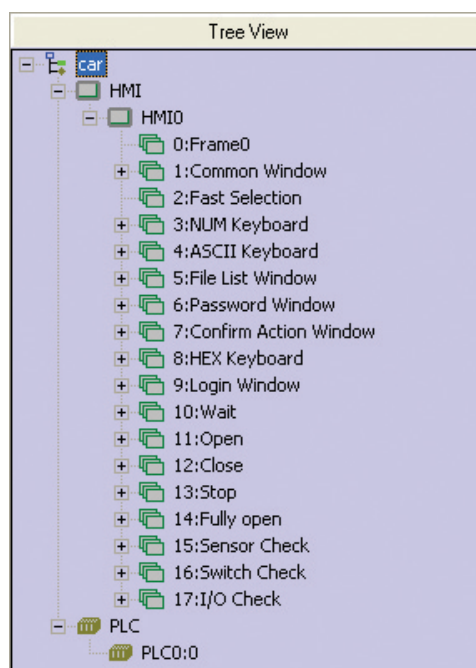 Tree View
car
HMI
HMI0
0:Frame0
1:Common Window
2:Fast Selection
3:NUM Keyboard
4:ASCII Keyboard
5:File List Window
6:Password Window
7:Confirm Action Window
8:HEX Keyboard
9:Login Window
10:Wait
11:Open
12:Close
13:Stop
14:Fully open
15:Sensor Check
16:Switch Check
17:I/O Check
PLC
PLC0:0